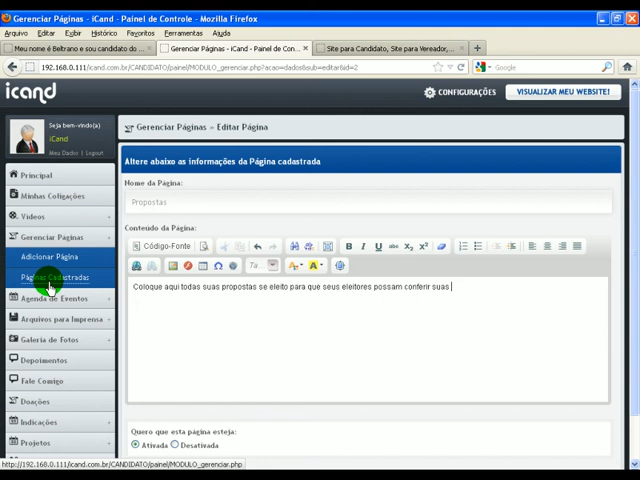 Gerenciar Páginas - iCand - Painel de Controle - Mozilla Firefox
Arquivo Editar Exibir Histórico Favoritos Ferramentas Ajuda
Meu nome é Beltrano e sou candidato do ... Gerenciar Páginas - iCand - Painel de Con... Site para Candidato, Site para Vereador,...
192.168.0.111/icand.com.br/CANDIDATO/painel/MODULO_gerenciar.php?acao=dados&sub=editar&id=2 Google
icand CONFIGURAÇÕES VISUALIZAR MEU WEBSITE!
Seja bem-vindo(a)
iCand
Meu Dados | Logout
Gerenciar Páginas » Editar Página
Altere abaixo as informações da Página cadastrada
Principal
Minhas Coligações
Vídeos
Gerenciar Páginas
Adicionar Página
Páginas Cadastradas
Agenda de Eventos
Arquivos para Imprensa
Galeria de Fotos
Depoimentos
Fale Comigo
Doações
Indicações
Projetos
Nome da Página:
Propostas
Conteúdo da Página:
Código-Fonte B I U abc X₂ X²
Ta... A A
Coloque aqui todas suas propostas se eleito para que seus eleitores possam conferir suas
Quero que esta página esteja:
Ativada Desativada
http://192.168.0.111/icand.com.br/CANDIDATO/painel/MODULO_gerenciar.php